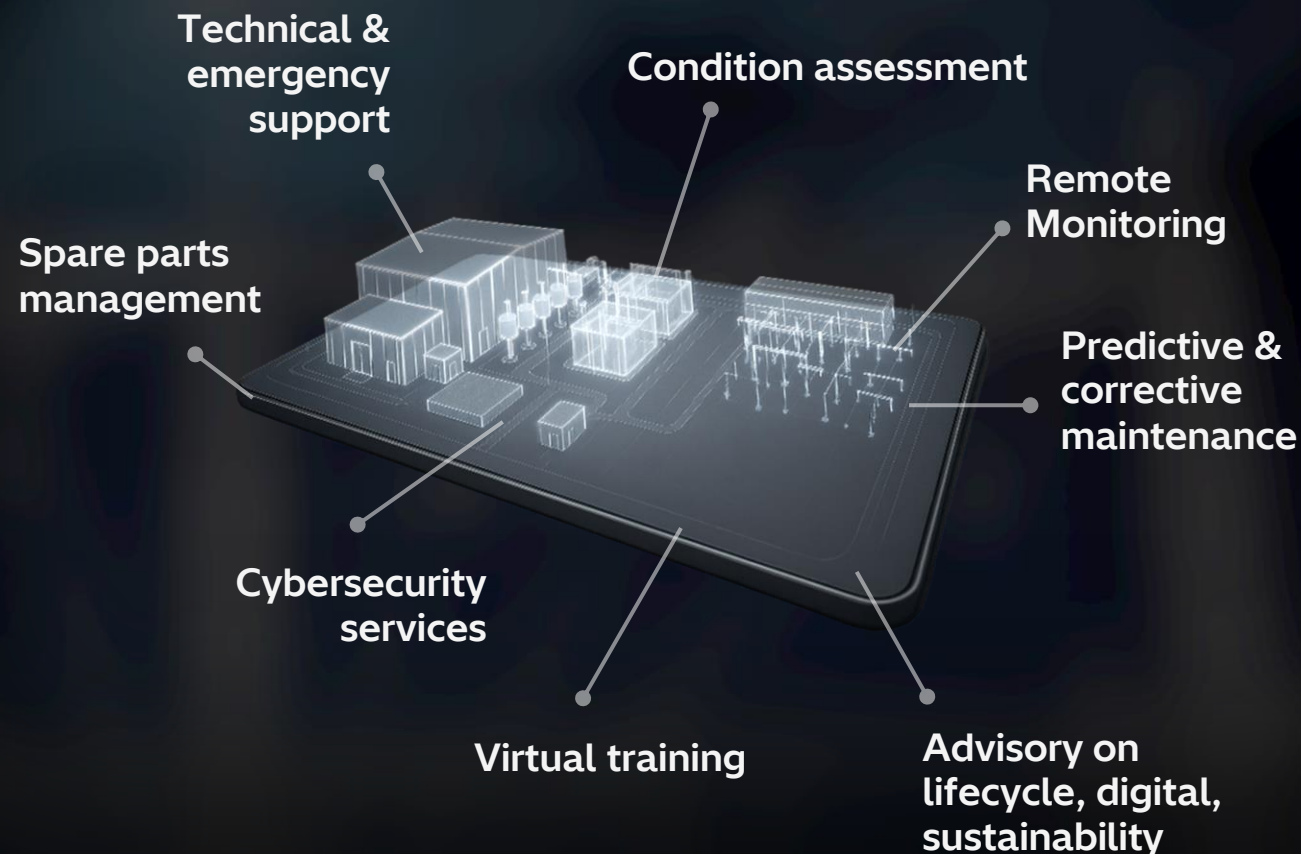 Technical &
emergency
support
Condition assessment
Remote
Monitoring
Spare parts
management
Predictive &
corrective
maintenance
Cybersecurity
services
Virtual training
Advisory on
lifecycle, digital,
sustainability